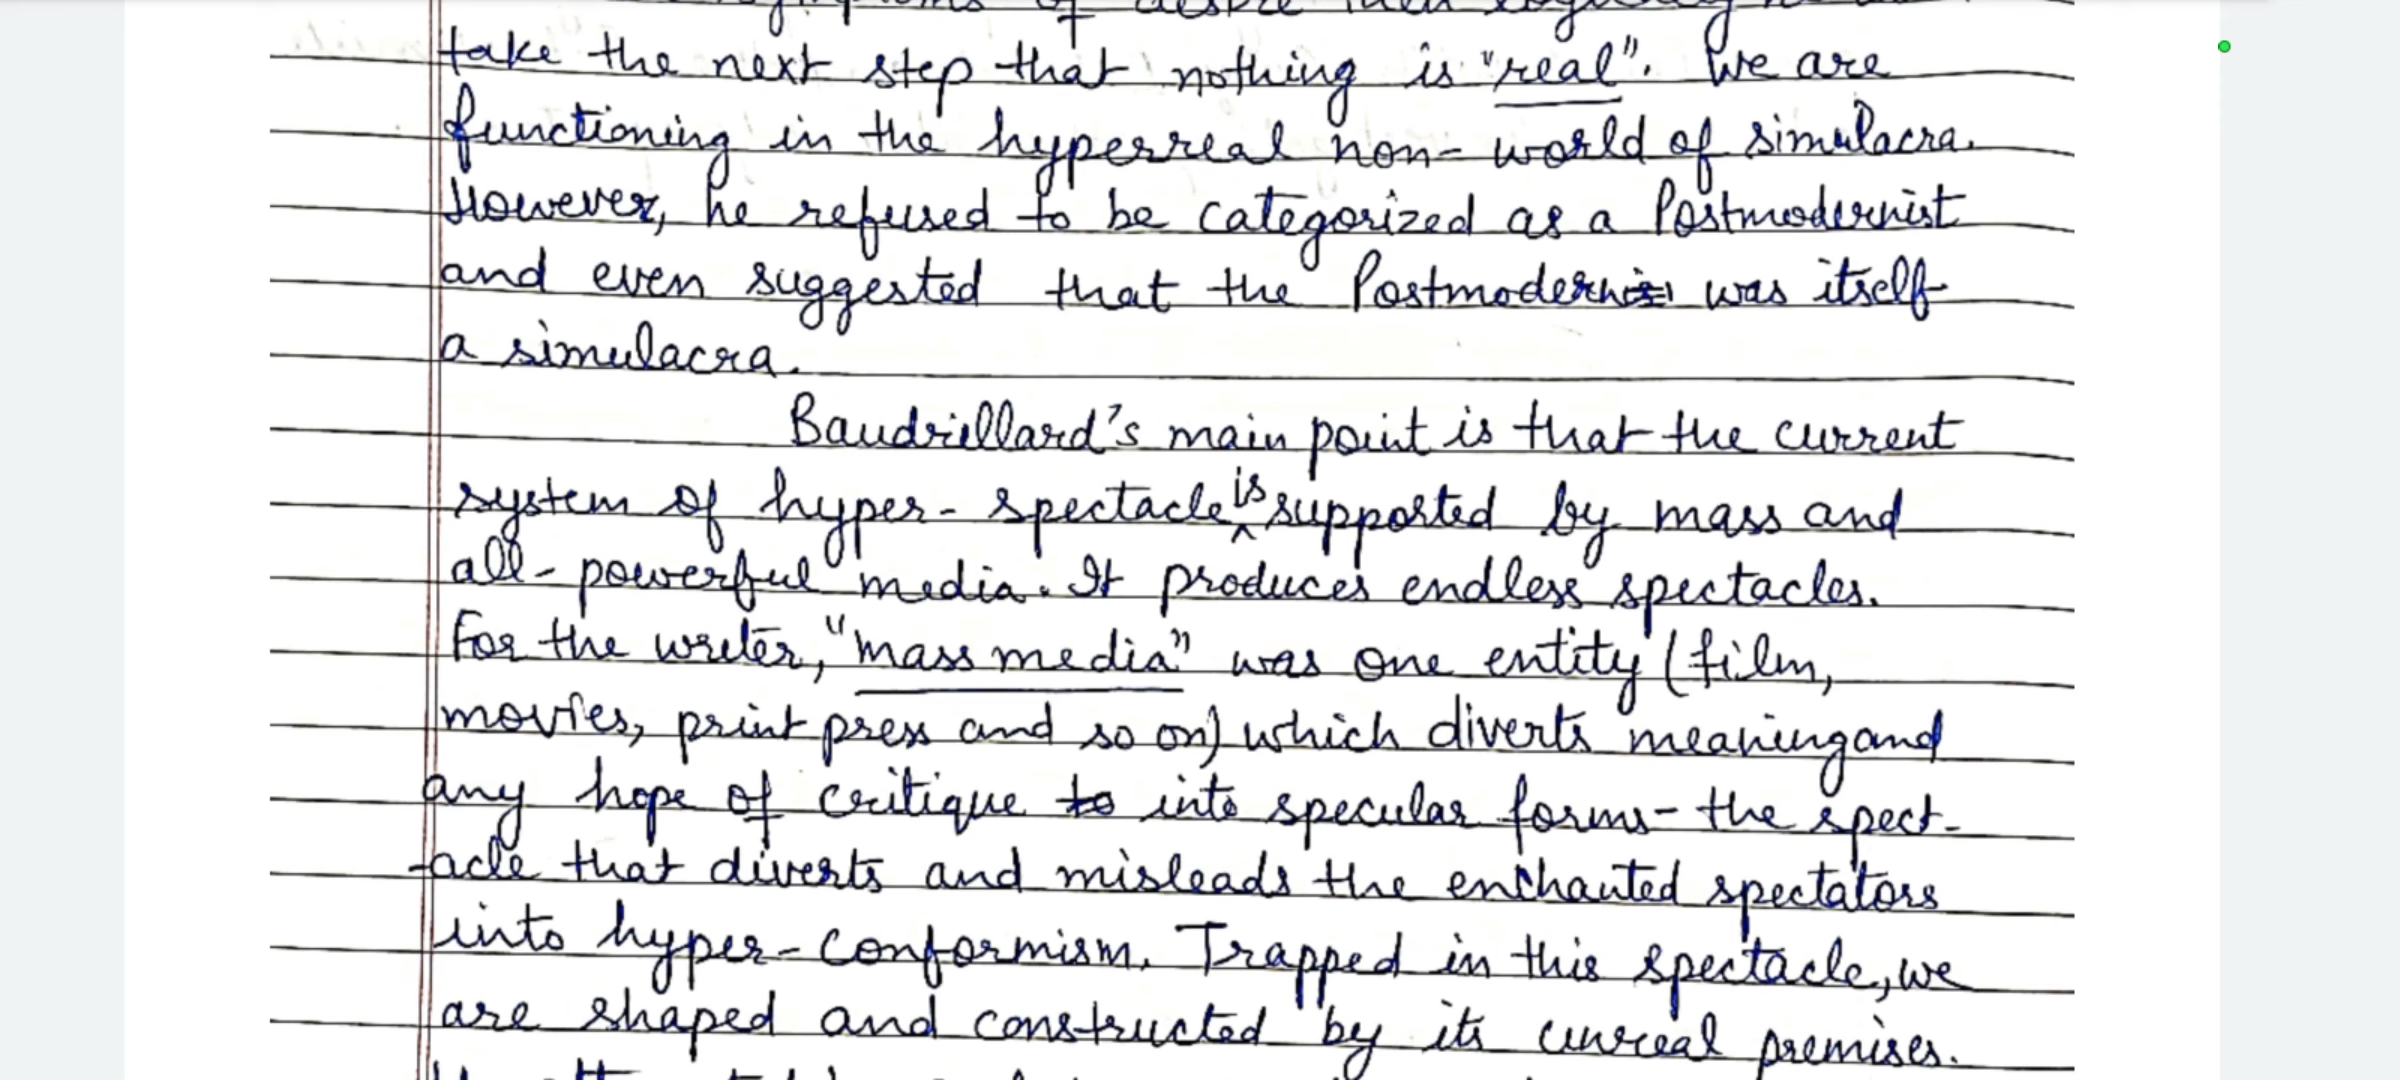 take the next step that nothing is "real". We are
functioning in the hyperreal non-world of simulacra.
However, he refused to be categorized as a Postmodernist
and even suggested that the Postmodern was itself
a simulacra.
Baudrillard's main point is that the current
system of hyper-spectacle is supported by mass and
all-powerful media. It produces endless spectacles.
For the writer, "mass media" was one entity (film,
movies, print press and so on) which diverts meaning and
any hope of critique to into specular forms- the spect-
-acle that diverts and misleads the enchanted spectators
into hyper-conformism. Trapped in this spectacle, we
are shaped and constructed by its unreal premises.